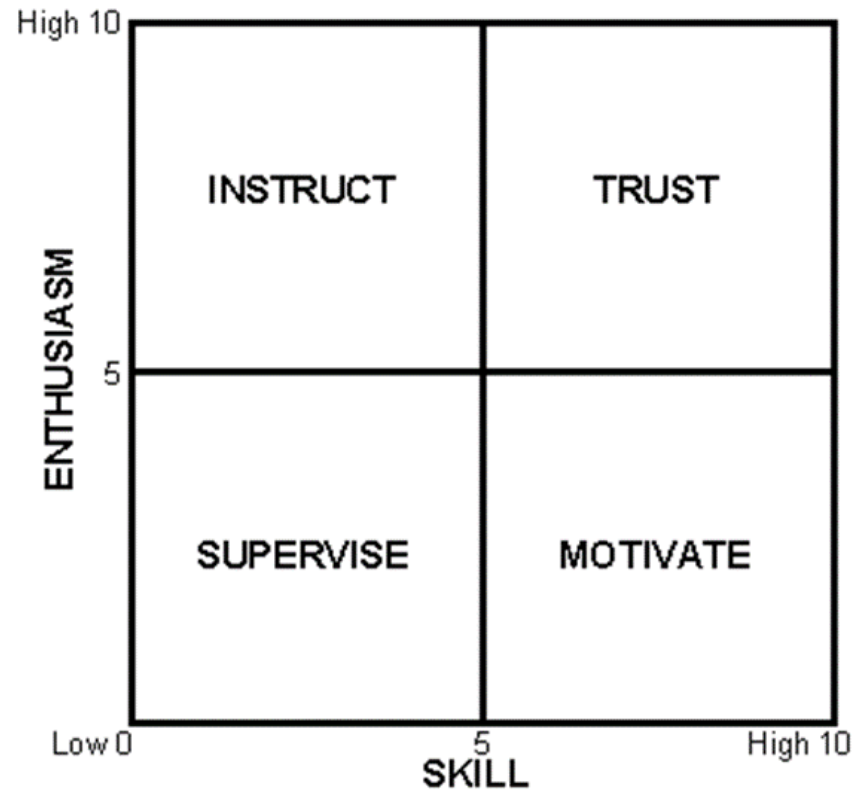 High 10
INSTRUCT TRUST
ENTHUSIASM
5
SUPERVISE MOTIVATE
Low 0 5 High 10
SKILL